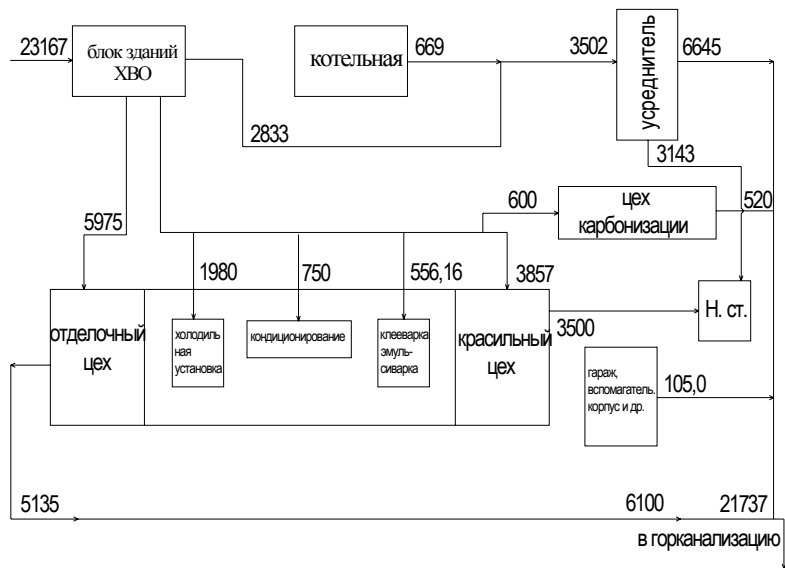 23167
блок зданий
ХВО
котельная
669
3502
усреднитель
6645
2833
3143
5975
600
цех
карбонизации
520
1980
750
556,16
3857
отделочный
цех
холодиль
ная
установка
кондиционирование
клееварка
эмуль-
сиварка
красильный
цех
3500
Н. ст.
гараж,
вспомагатель.
корпус и др.
105,0
5135
6100
21737
в горканализацию